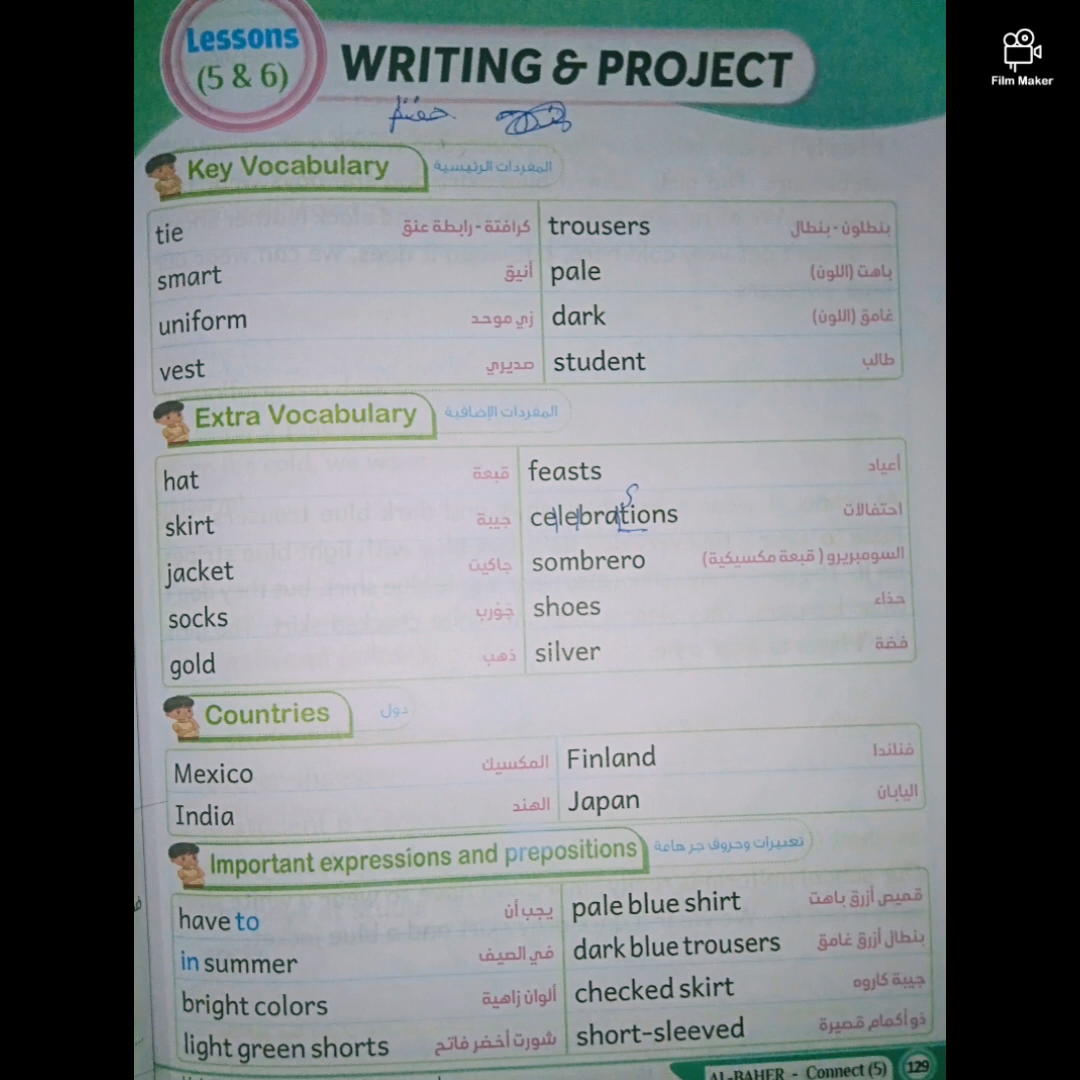 Lessons
(5 & 6)
WRITING & PROJECT
Film Maker
Key Vocabulary المفردات الرئيسية
tie كرافتة - رابطة عنق trousers بنطلون - بنطال
smart أنيق pale باهت (اللون)
uniform زي موحد dark غامق (اللون)
vest صديري student طالب
Extra Vocabulary المفردات الإضافية
hat قبعة feasts أعياد
skirt جيبة celebrations احتفالات
jacket جاكيت sombrero السومبريرو ( قبعة مكسيكية)
socks جَوْرب shoes حذاء
gold ذهب silver فضة
Countries دول
Mexico المكسيك Finland فنلندا
India الهند Japan اليابان
Important expressions and prepositions تعبيرات وحروف جر هامة
have to يجب أن pale blue shirt قميص أزرق باهت
in summer في الصيف dark blue trousers بنطال أزرق غامق
bright colors ألوان زاهية checked skirt جيبة كاروه
light green shorts شورت أخضر فاتح short-sleeved ذو أكمام قصيرة
AL-BAHER - Connect (5) 129